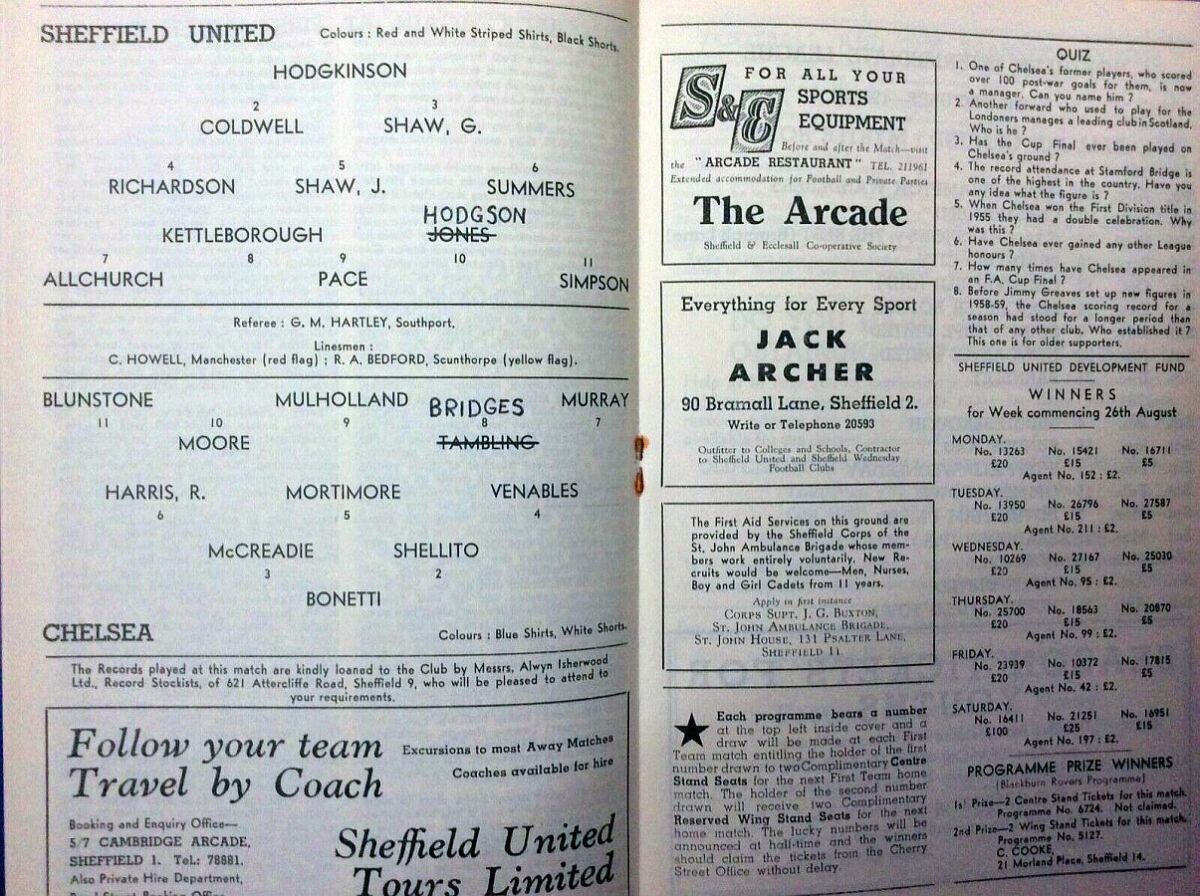 SHEFFIELD UNITED Colours : Red and White Striped Shirts, Black Shorts.
HODGKINSON
2 3
COLDWELL SHAW, G.
4 5 6
RICHARDSON SHAW, J. SUMMERS
HODGSON
KETTLEBOROUGH JONES
7 8 9 10 11
ALLCHURCH PACE SIMPSON
Referee : G. M. HARTLEY, Southport.
Linesmen :
C. HOWELL, Manchester (red flag) ; R. A. BEDFORD, Scunthorpe (yellow flag).
BLUNSTONE MULHOLLAND BRIDGES MURRAY
11 10 9 8 7
MOORE TAMBLING
HARRIS, R. MORTIMORE VENABLES
6 5 4
McCREADIE SHELLITO
3 2
BONETTI
CHELSEA Colours : Blue Shirts, White Shorts.
The Records played at this match are kindly loaned to the Club by Messrs, Alwyn Isherwood
Ltd., Record Stockists, of 621 Attercliffe Road, Sheffield 9, who will be pleased to attend to
your requirements.
Follow your team Excursions to most Away Matches
Travel by Coach Coaches available for hire
Booking and Enquiry Office—
5/7 CAMBRIDGE ARCADE,
SHEFFIELD 1. Tel.: 78881.
Also Private Hire Department,
Sheffield United
Tours Limited
S & E
FOR ALL YOUR
SPORTS
EQUIPMENT
Before and after the Match—visit
the "ARCADE RESTAURANT" TEL. 211961
Extended accommodation for Football and Private Parties
The Arcade
Sheffield & Ecclesall Co-operative Society
Everything for Every Sport
JACK
ARCHER
90 Bramall Lane, Sheffield 2.
Write or Telephone 20593
Outfitter to Colleges and Schools, Contractor
to Sheffield United and Sheffield Wednesday
Football Clubs
The First Aid Services on this ground are
provided by the Sheffield Corps of the
St. John Ambulance Brigade whose mem-
bers work entirely voluntarily. New Re-
cruits would be welcome—Men, Nurses,
Boy and Girl Cadets from 11 years.
Apply in first instance
CORPS SUPT. J. G. BUXTON,
ST. JOHN AMBULANCE BRIGADE,
ST. JOHN HOUSE, 131 PSALTER LANE,
SHEFFIELD 11
★ Each programme bears a number
at the top left inside cover and a
draw will be made at each First
Team match entitling the holder of the first
number drawn to two Complimentary Centre
Stand Seats for the next First Team home
match. The holder of the second number
drawn will receive two Complimentary
Reserved Wing Stand Seats for the next
home match. The lucky numbers will be
announced at half-time and the winners
should claim the tickets from the Cherry
Street Office without delay
QUIZ
1. One of Chelsea's former players, who scored
over 100 post-war goals for them, is now
a manager. Can you name him ?
2. Another forward who used to play for the
Londoners manages a leading club in Scotland.
Who is he ?
3. Has the Cup Final ever been played on
Chelsea's ground ?
4. The record attendance at Stamford Bridge is
one of the highest in the country. Have you
any idea what the figure is ?
5. When Chelsea won the First Division title in
1955 they had a double celebration. Why
was this ?
6. Have Chelsea ever gained any other League
honours ?
7. How many times have Chelsea appeared in
an F.A. Cup Final ?
8. Before Jimmy Greaves set up new figures in
1958-59, the Chelsea scoring record for a
season had stood for a longer period than
that of any other club. Who established it ?
This one is for older supporters.
SHEFFIELD UNITED DEVELOPMENT FUND
WINNERS
for Week commencing 26th August
MONDAY.
No. 13263 No. 15421 No. 16711
£20 £15 £5
Agent No. 152 : £2.
TUESDAY.
No. 13950 No. 26796 No. 27587
£20 £15 £5
Agent No. 211 : £2.
WEDNESDAY.
No. 10269 No. 27167 No. 25030
£20 £15 £5
Agent No. 95 : £2.
THURSDAY.
No. 25700 No. 18563 No. 20870
£20 £15 £5
Agent No. 99 : £2.
FRIDAY.
No. 23939 No. 10372 No. 17815
£20 £15 £5
Agent No. 42 : £2.
SATURDAY.
No. 16411 No. 21251 No. 16951
£100 £25 £15
Agent No. 197 : £2.
PROGRAMME PRIZE WINNERS
(Blackburn Rovers Programme)
1st Prize—2 Centre Stand Tickets for this match.
Programme No. 6724. Not claimed.
2nd Prize—2 Wing Stand Tickets for this match.
Programme No. 5127.
C. COOKE,
21 Morland Place, Sheffield 14.